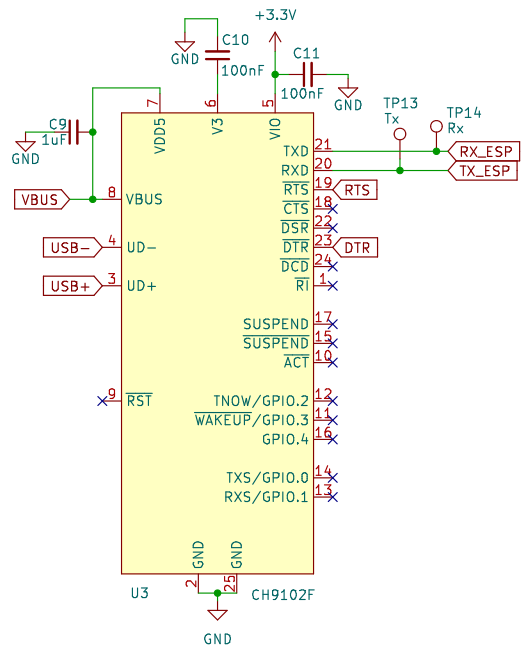 +3.3V
C10
GND
100nF
C11
100nF
GND
C9
1uF
GND
7
6
5
VDD5
V3
VIO
TP13
Tx
TP14
Rx
TXD 21 RX_ESP
RXD 20 TX_ESP
RTS 19 RTS
VBUS 8 VBUS
CTS 18
DSR 22
USB- 4 UD-
DTR 23 DTR
DCD 24
USB+ 3 UD+
RI 1
SUSPEND 17
SUSPEND 15
ACT 10
9 RST
TNOW/GPIO.2 12
WAKEUP/GPIO.3 11
GPIO.4 16
TXS/GPIO.0 14
RXS/GPIO.1 13
GND
GND
2
25
U3
CH9102F
GND